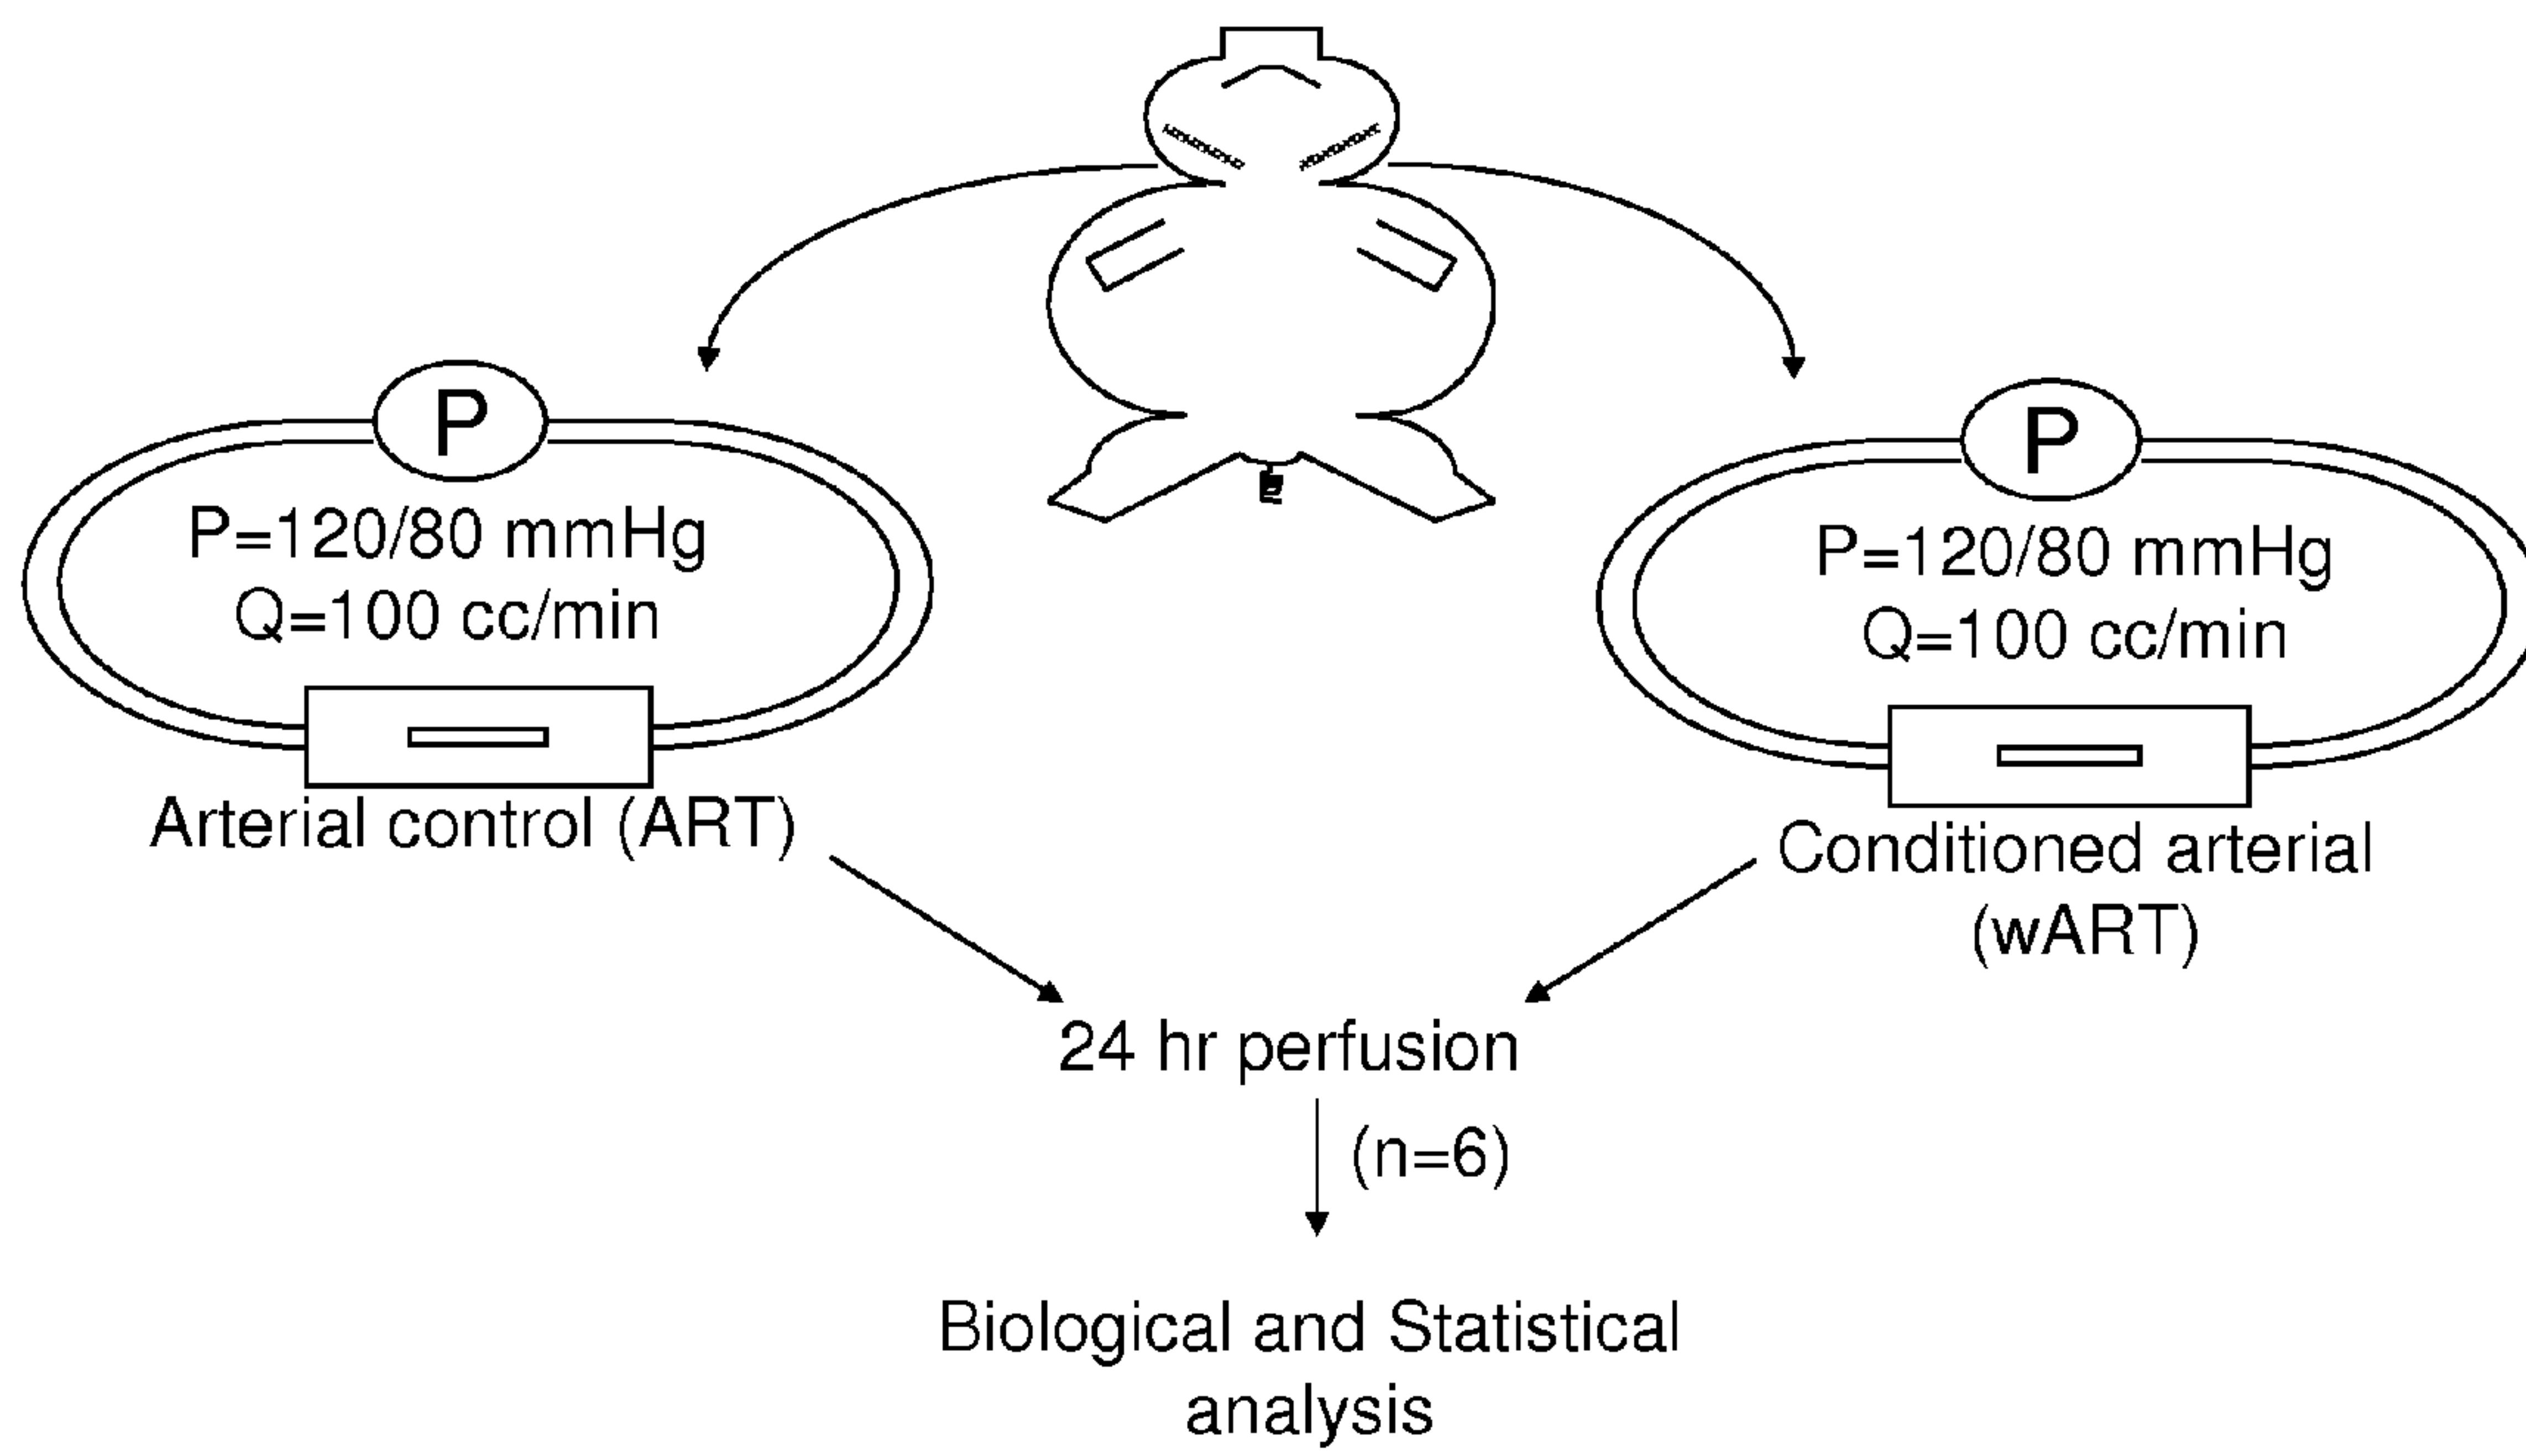 P
P=120/80 mmHg
Q=100 cc/min
Arterial control (ART)
P
P=120/80 mmHg
Q=100 cc/min
Conditioned arterial
(wART)
24 hr perfusion
(n=6)
Biological and Statistical
analysis